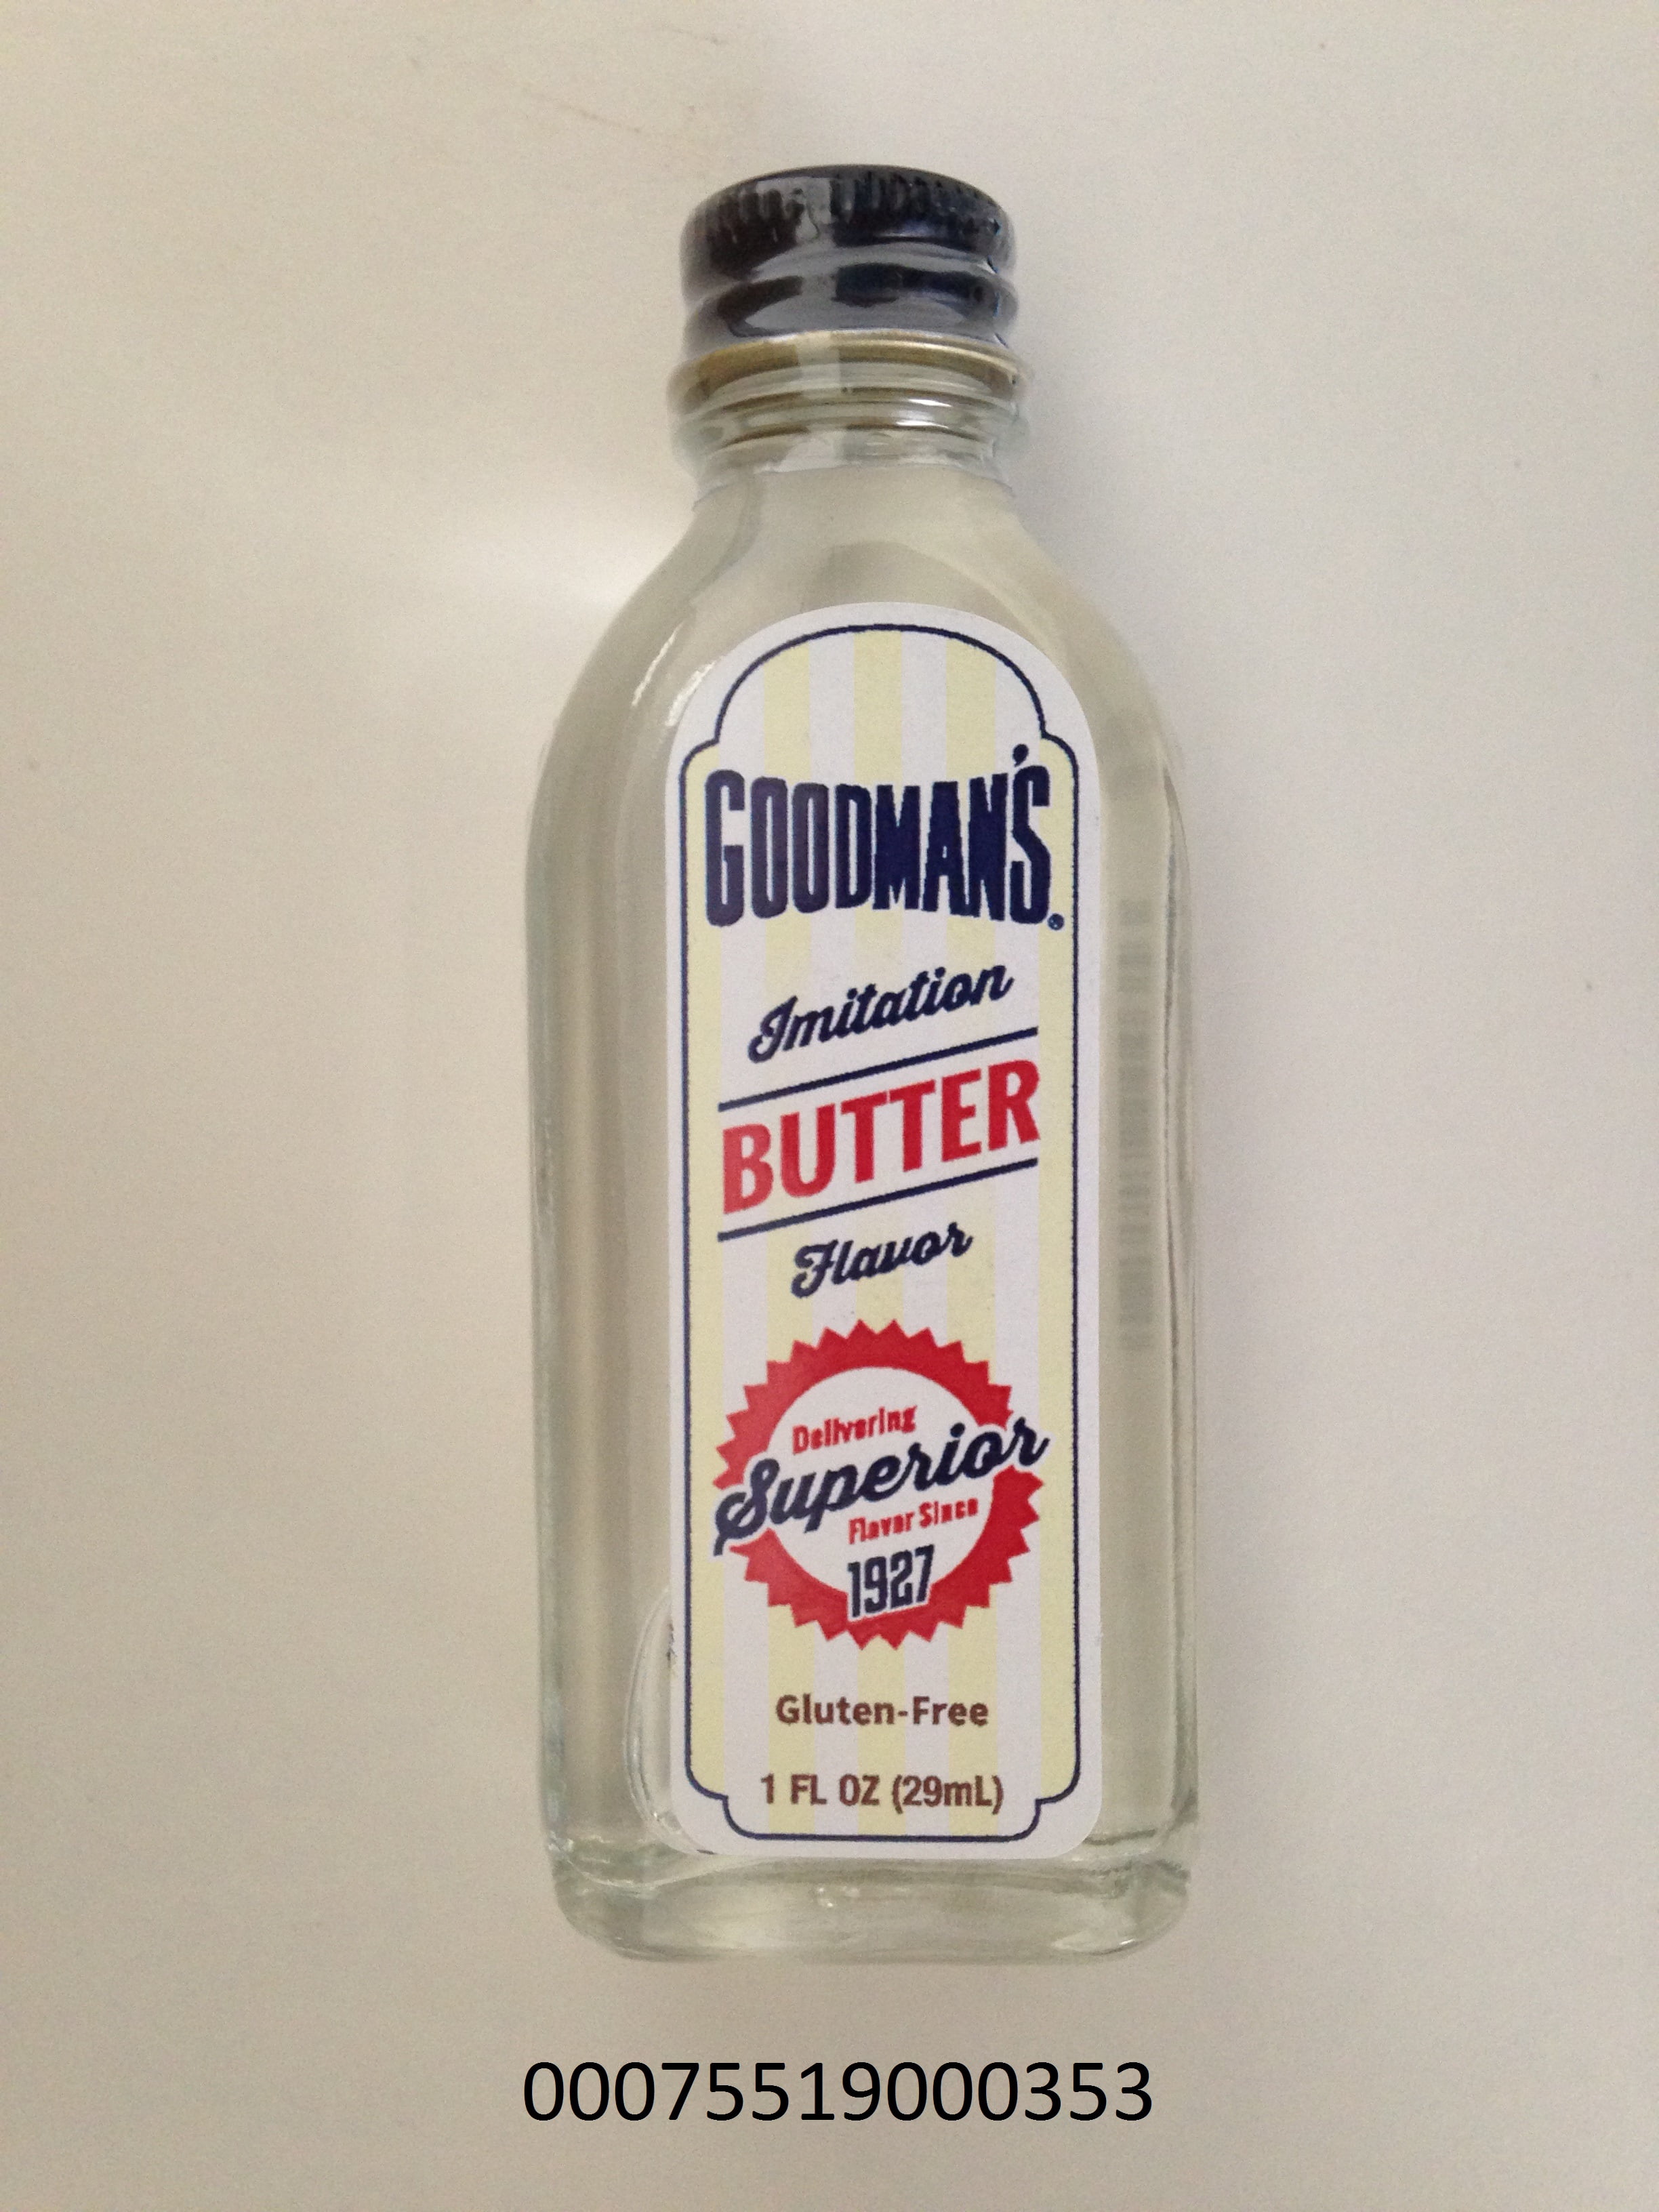 GOODMAN'S®
Imitation
BUTTER
Flavor
Delivering
Superior
Flavor Since
1927
Gluten-Free
1 FL OZ (29mL)
00075519000353